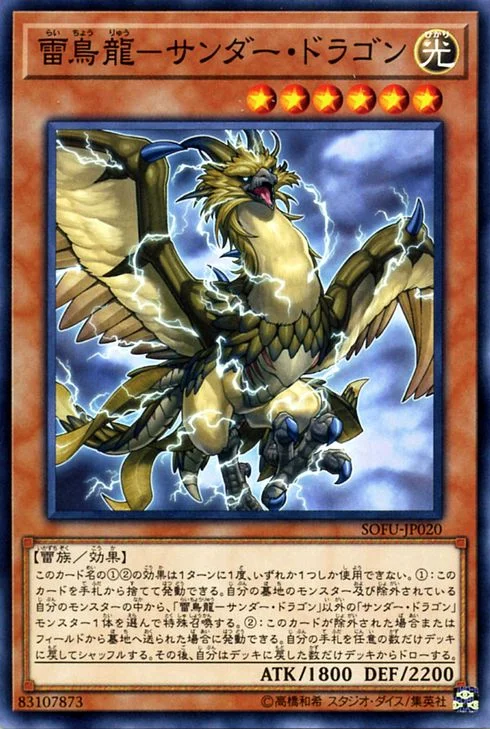 雷鳥龍－サンダー・ドラゴン
光
SOFU-JP020
【雷族／効果】
このカード名の①②の効果は1ターンに1度、いずれか1つしか使用できない。①：この
カードを手札から捨てて発動できる。自分の墓地のモンスター及び除外されている
自分のモンスターの中から、「雷鳥龍－サンダー・ドラゴン」以外の「サンダー・ドラゴン」
モンスター1体を選んで特殊召喚する。②：このカードが除外された場合または
フィールドから墓地へ送られた場合に発動できる。自分の手札を任意の数だけデッキ
に戻してシャッフルする。その後、自分はデッキに戻した数だけデッキからドローする。
ATK/1800 DEF/2200
83107873
©高橋和希 スタジオ・ダイス/集英社